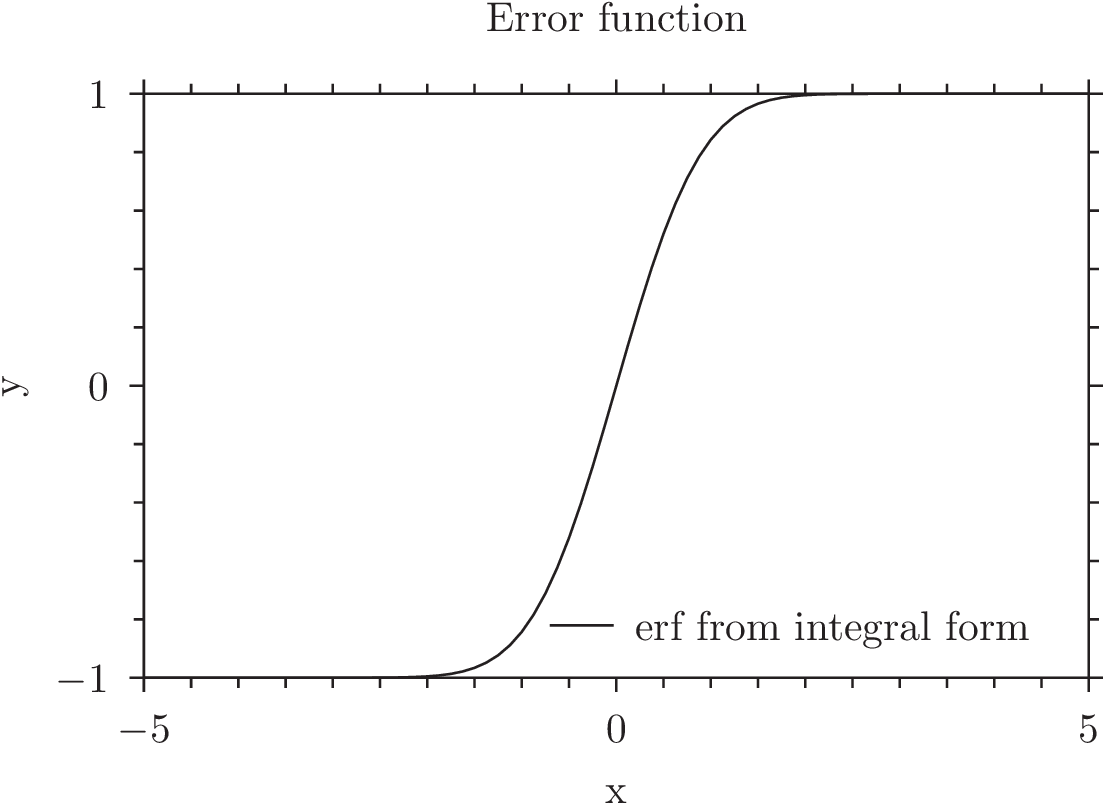 Error function
1
0
−1
y
erf from integral form
−5 0 5
x